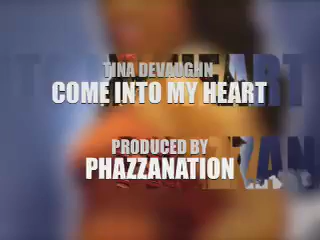 TINA DEVAUGHN
COME INTO MY HEART
PRODUCED BY
PHAZZANATION